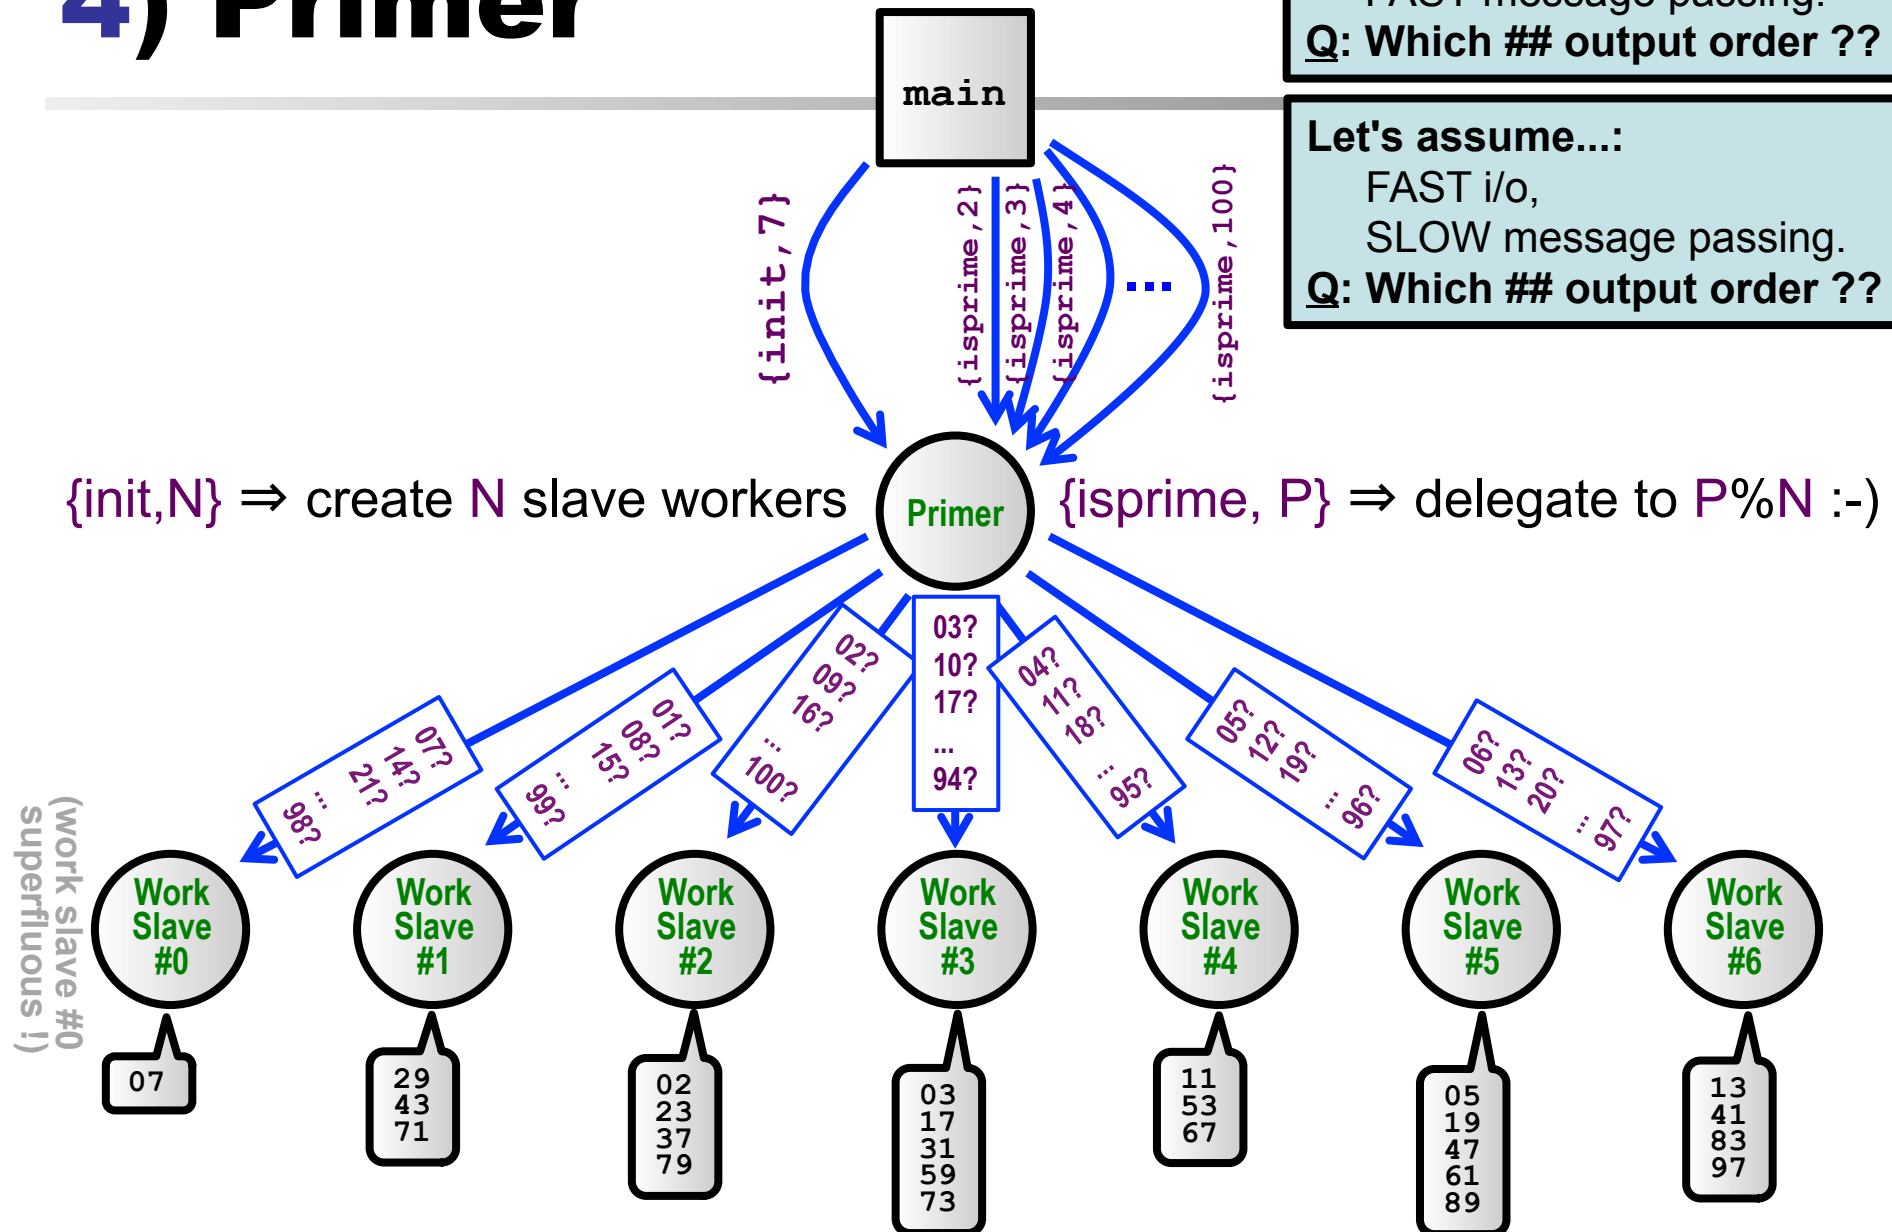 4) Primer
FAST message passing.
Q: Which ## output order ??
main
Let's assume...:
FAST i/o,
SLOW message passing.
Q: Which ## output order ??
{init,7}
{isprime,2}
{isprime,3}
{isprime,4}
...
{isprime,100}
{init,N} ⇒ create N slave workers
Primer
{isprime, P} ⇒ delegate to P%N :-)
07?
14?
21?
...
98?
01?
08?
15?
...
99?
02?
09?
16?
...
100?
03?
10?
17?
...
94?
04?
11?
18?
...
95?
05?
12?
19?
...
96?
06?
13?
20?
...
97?
(work slave #0
superfluous !)
Work
Slave
#0
Work
Slave
#1
Work
Slave
#2
Work
Slave
#3
Work
Slave
#4
Work
Slave
#5
Work
Slave
#6
07
29
43
71
02
23
37
79
03
17
31
59
73
11
53
67
05
19
47
61
89
13
41
83
97